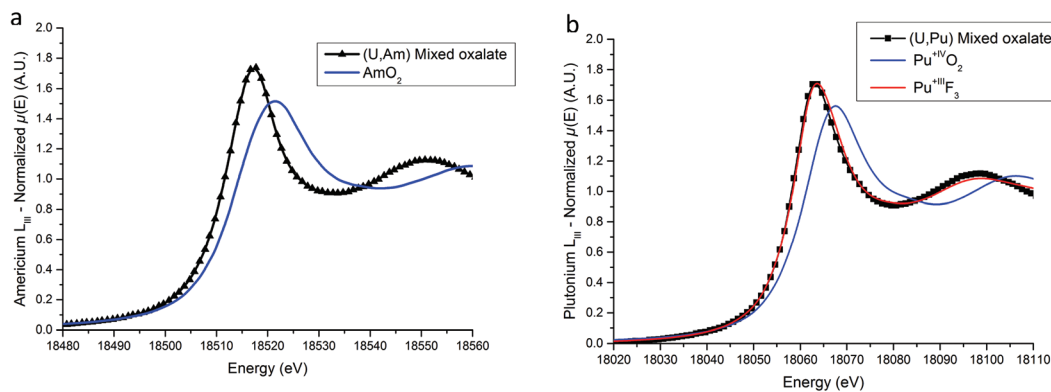 a
Americium L_III - Normalized μ(E) (A.U.)
2.0
1.8
1.6
1.4
1.2
1.0
0.8
0.6
0.4
0.2
0.0
(U,Am) Mixed oxalate
AmO₂
18480 18490 18500 18510 18520 18530 18540 18550 18560
Energy (eV)
b
Plutonium L_III - Normalized μ(E) (A.U.)
2.0
1.8
1.6
1.4
1.2
1.0
0.8
0.6
0.4
0.2
0.0
(U,Pu) Mixed oxalate
Pu⁺ᴵⱽO₂
Pu⁺ᴵᴵᴵF₃
18020 18030 18040 18050 18060 18070 18080 18090 18100 18110
Energy (eV)